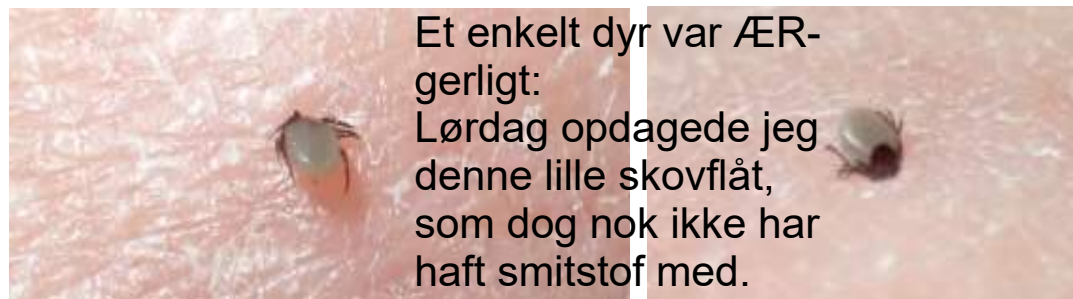 Et enkelt dyr var ÆR-
gerligt:
Lørdag opdagede jeg
denne lille skovflåt,
som dog nok ikke har
haft smitstof med.